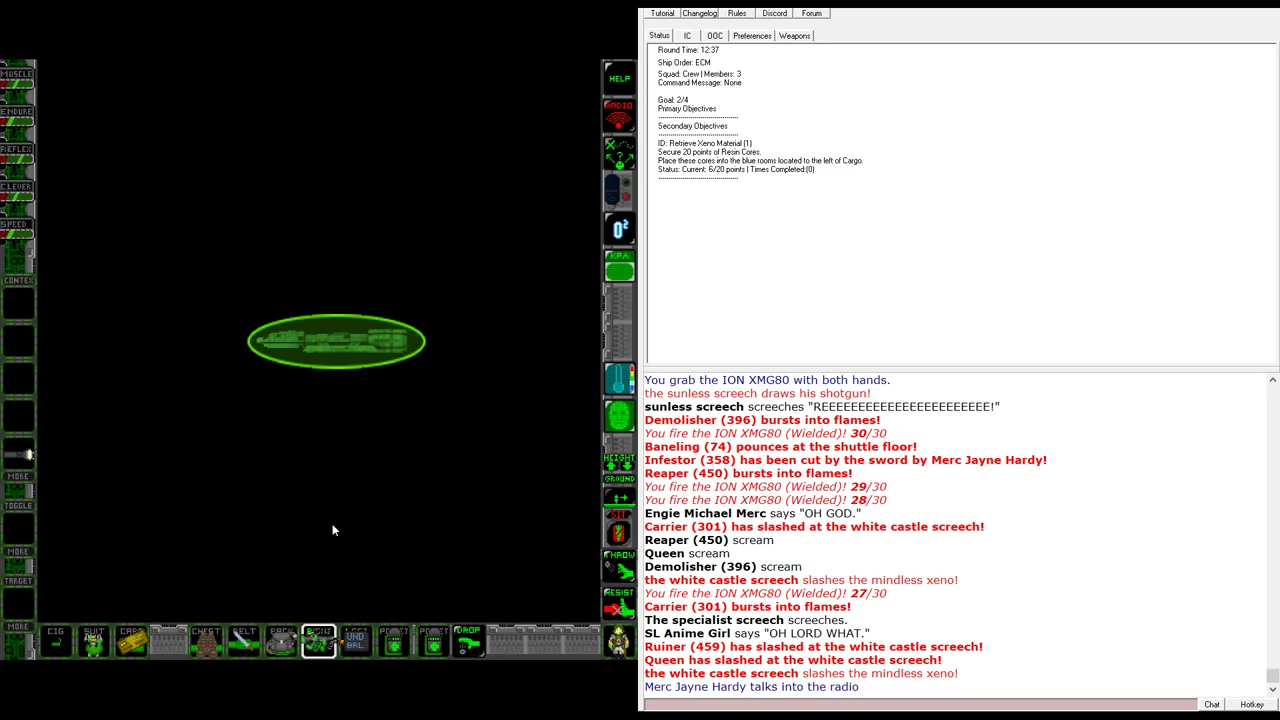 Tutorial Changelog Rules Discord Forum
Status IC OOC Preferences Weapons
Round Time: 12:37
Ship Order: ECM
Squad: Crew | Members: 3
Command Message: None
Goal: 2/4
Primary Objectives
Secondary Objectives
ID: Retrieve Xeno Material (1)
Secure 20 points of Resin Cores.
Place these cores into the blue rooms located to the left of Cargo.
Status: Current: 6/20 points | Times Completed:(0)
MUSCLE
ENDURE
REFLEX
CLEVER
SPEED
CONTEX
MORE
TOGGLE
MORE
TARGET
MORE
HELP
RADIO
KPA
HEIGHT
GROUND
SIT
THROW
RESIST
CIG SUIT CARD CHEST BELT BACK DROP
You grab the ION XMG80 with both hands.
the sunless screech draws his shotgun!
sunless screech screeches "REEEEEEEEEEEEEEEEEEEEEEE!"
Demolisher (396) bursts into flames!
You fire the ION XMG80 (Wielded)! 30/30
Baneling (74) pounces at the shuttle floor!
Infestor (358) has been cut by the sword by Merc Jayne Hardy!
Reaper (450) bursts into flames!
You fire the ION XMG80 (Wielded)! 29/30
You fire the ION XMG80 (Wielded)! 28/30
Engie Michael Merc says "OH GOD."
Carrier (301) has slashed at the white castle screech!
Reaper (450) scream
Queen scream
Demolisher (396) scream
the white castle screech slashes the mindless xeno!
You fire the ION XMG80 (Wielded)! 27/30
Carrier (301) bursts into flames!
The specialist screech screeches.
SL Anime Girl says "OH LORD WHAT."
Ruiner (459) has slashed at the white castle screech!
Queen has slashed at the white castle screech!
the white castle screech slashes the mindless xeno!
Merc Jayne Hardy talks into the radio
Chat Hotkey